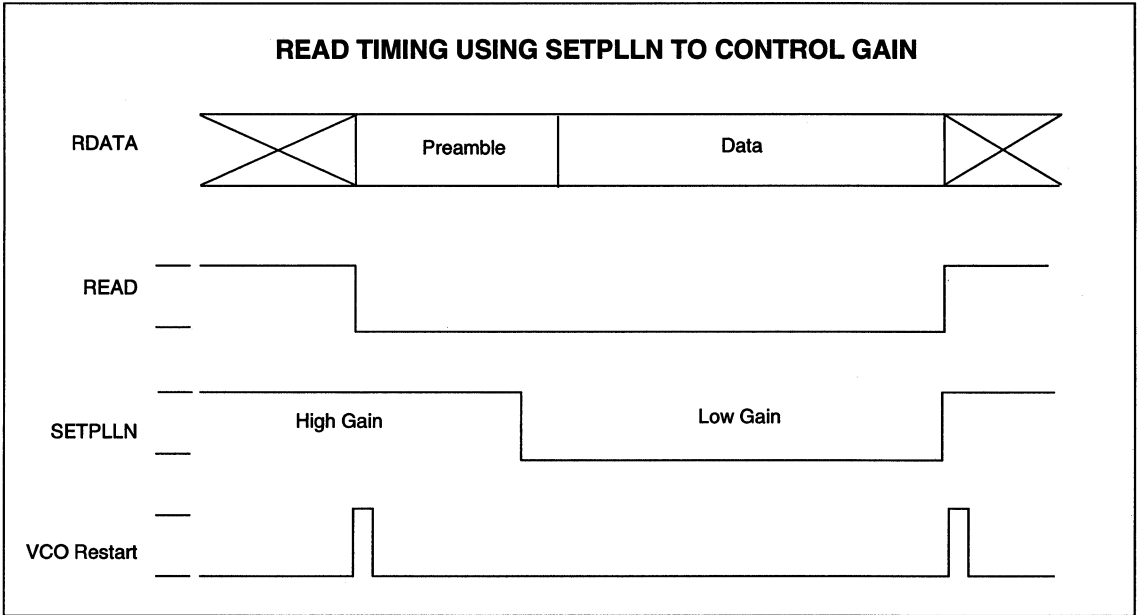 READ TIMING USING SETPLLN TO CONTROL GAIN
RDATA
Preamble
Data
READ
SETPLLN
High Gain
Low Gain
VCO Restart